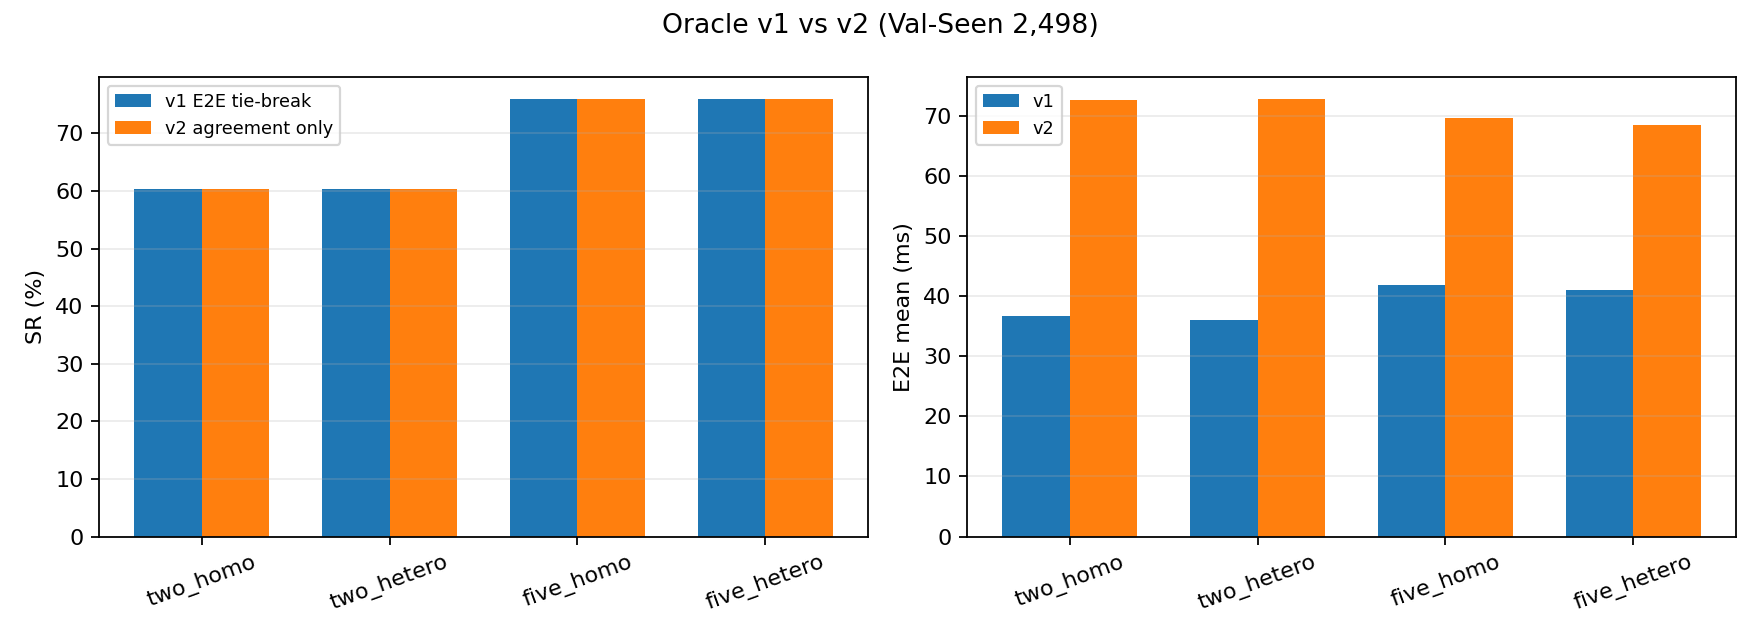 Oracle v1 vs v2 (Val-Seen 2,498)
v1 E2E tie-break
v2 agreement only
SR (%)
70
60
50
40
30
20
10
0
two_homo
two_hetero
five_homo
five_hetero
v1
v2
E2E mean (ms)
70
60
50
40
30
20
10
0
two_homo
two_hetero
five_homo
five_hetero